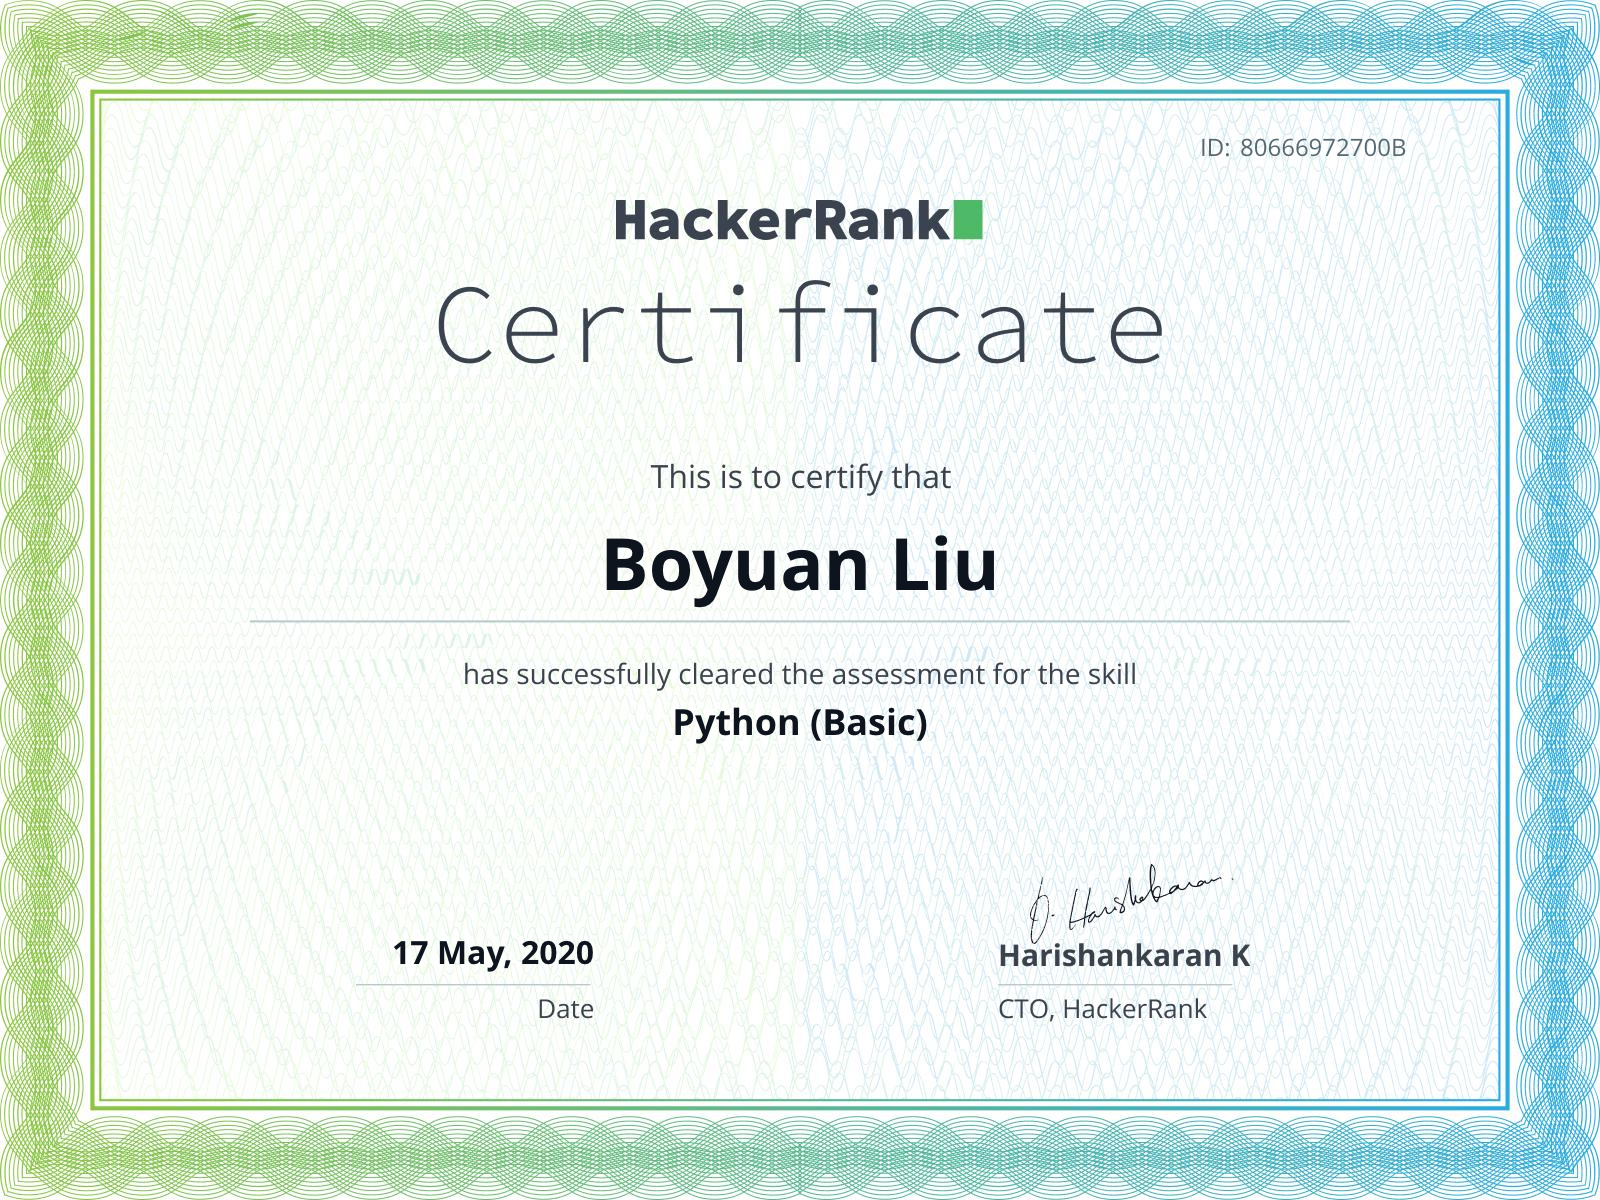 ID: 80666972700B
HackerRank
Certificate
This is to certify that
Boyuan Liu
has successfully cleared the assessment for the skill
Python (Basic)
17 May, 2020
Date
J. Harishankaran
Harishankaran K
CTO, HackerRank